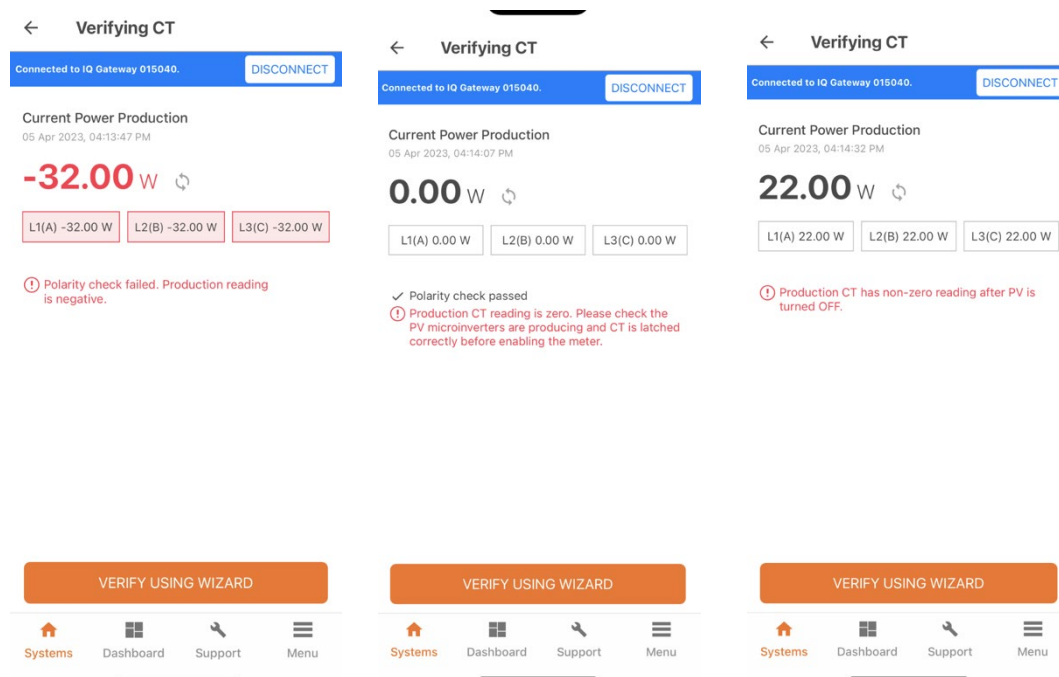 Verifying CT
Connected to IQ Gateway 015040.
DISCONNECT
Current Power Production
05 Apr 2023, 04:13:47 PM
-32.00 W
L1(A) -32.00 W
L2(B) -32.00 W
L3(C) -32.00 W
Polarity check failed. Production reading
is negative.
VERIFY USING WIZARD
Systems
Dashboard
Support
Menu
Verifying CT
Connected to IQ Gateway 015040.
DISCONNECT
Current Power Production
05 Apr 2023, 04:14:07 PM
0.00 W
L1(A) 0.00 W
L2(B) 0.00 W
L3(C) 0.00 W
Polarity check passed
Production CT reading is zero. Please check the
PV microinverters are producing and CT is latched
correctly before enabling the meter.
VERIFY USING WIZARD
Systems
Dashboard
Support
Menu
Verifying CT
Connected to IQ Gateway 015040.
DISCONNECT
Current Power Production
05 Apr 2023, 04:14:32 PM
22.00 W
L1(A) 22.00 W
L2(B) 22.00 W
L3(C) 22.00 W
Production CT has non-zero reading after PV is
turned OFF.
VERIFY USING WIZARD
Systems
Dashboard
Support
Menu